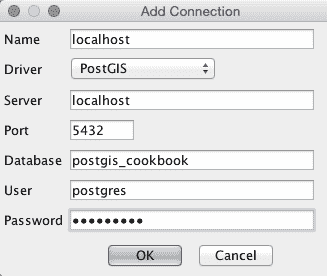 Add Connection
Name localhost
Driver PostGIS
Server localhost
Port 5432
Database postgis_cookbook
User postgres
Password •••••••••
OK Cancel